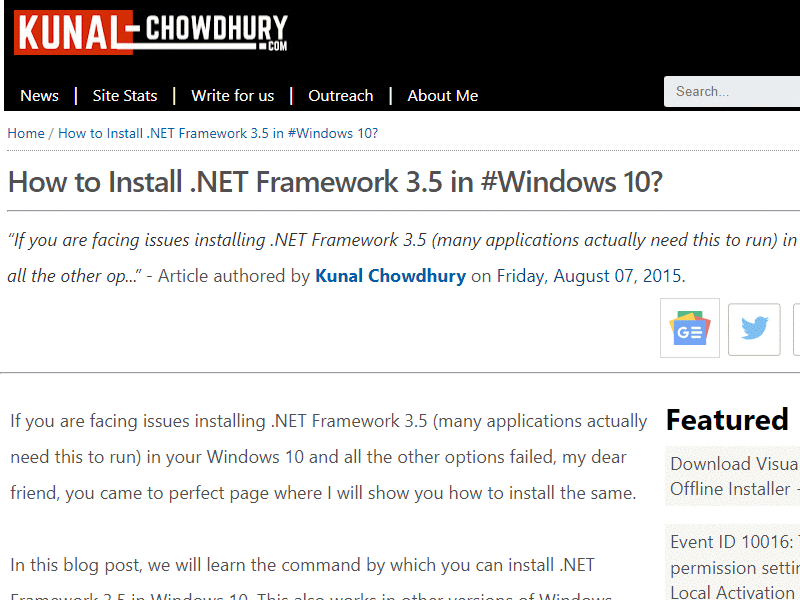 KUNAL-CHOWDHURY.COM
News | Site Stats | Write for us | Outreach | About Me
Search...
Home / How to Install .NET Framework 3.5 in #Windows 10?
How to Install .NET Framework 3.5 in #Windows 10?
“If you are facing issues installing .NET Framework 3.5 (many applications actually need this to run) in
all the other op...” - Article authored by Kunal Chowdhury on Friday, August 07, 2015.
GE
If you are facing issues installing .NET Framework 3.5 (many applications actually
need this to run) in your Windows 10 and all the other options failed, my dear
friend, you came to perfect page where I will show you how to install the same.
In this blog post, we will learn the command by which you can install .NET
Framework 3.5 in Windows 10. This also works in other versions of Windows
Featured
Download Visua
Offline Installer -
Event ID 10016:
permission settin
Local Activation